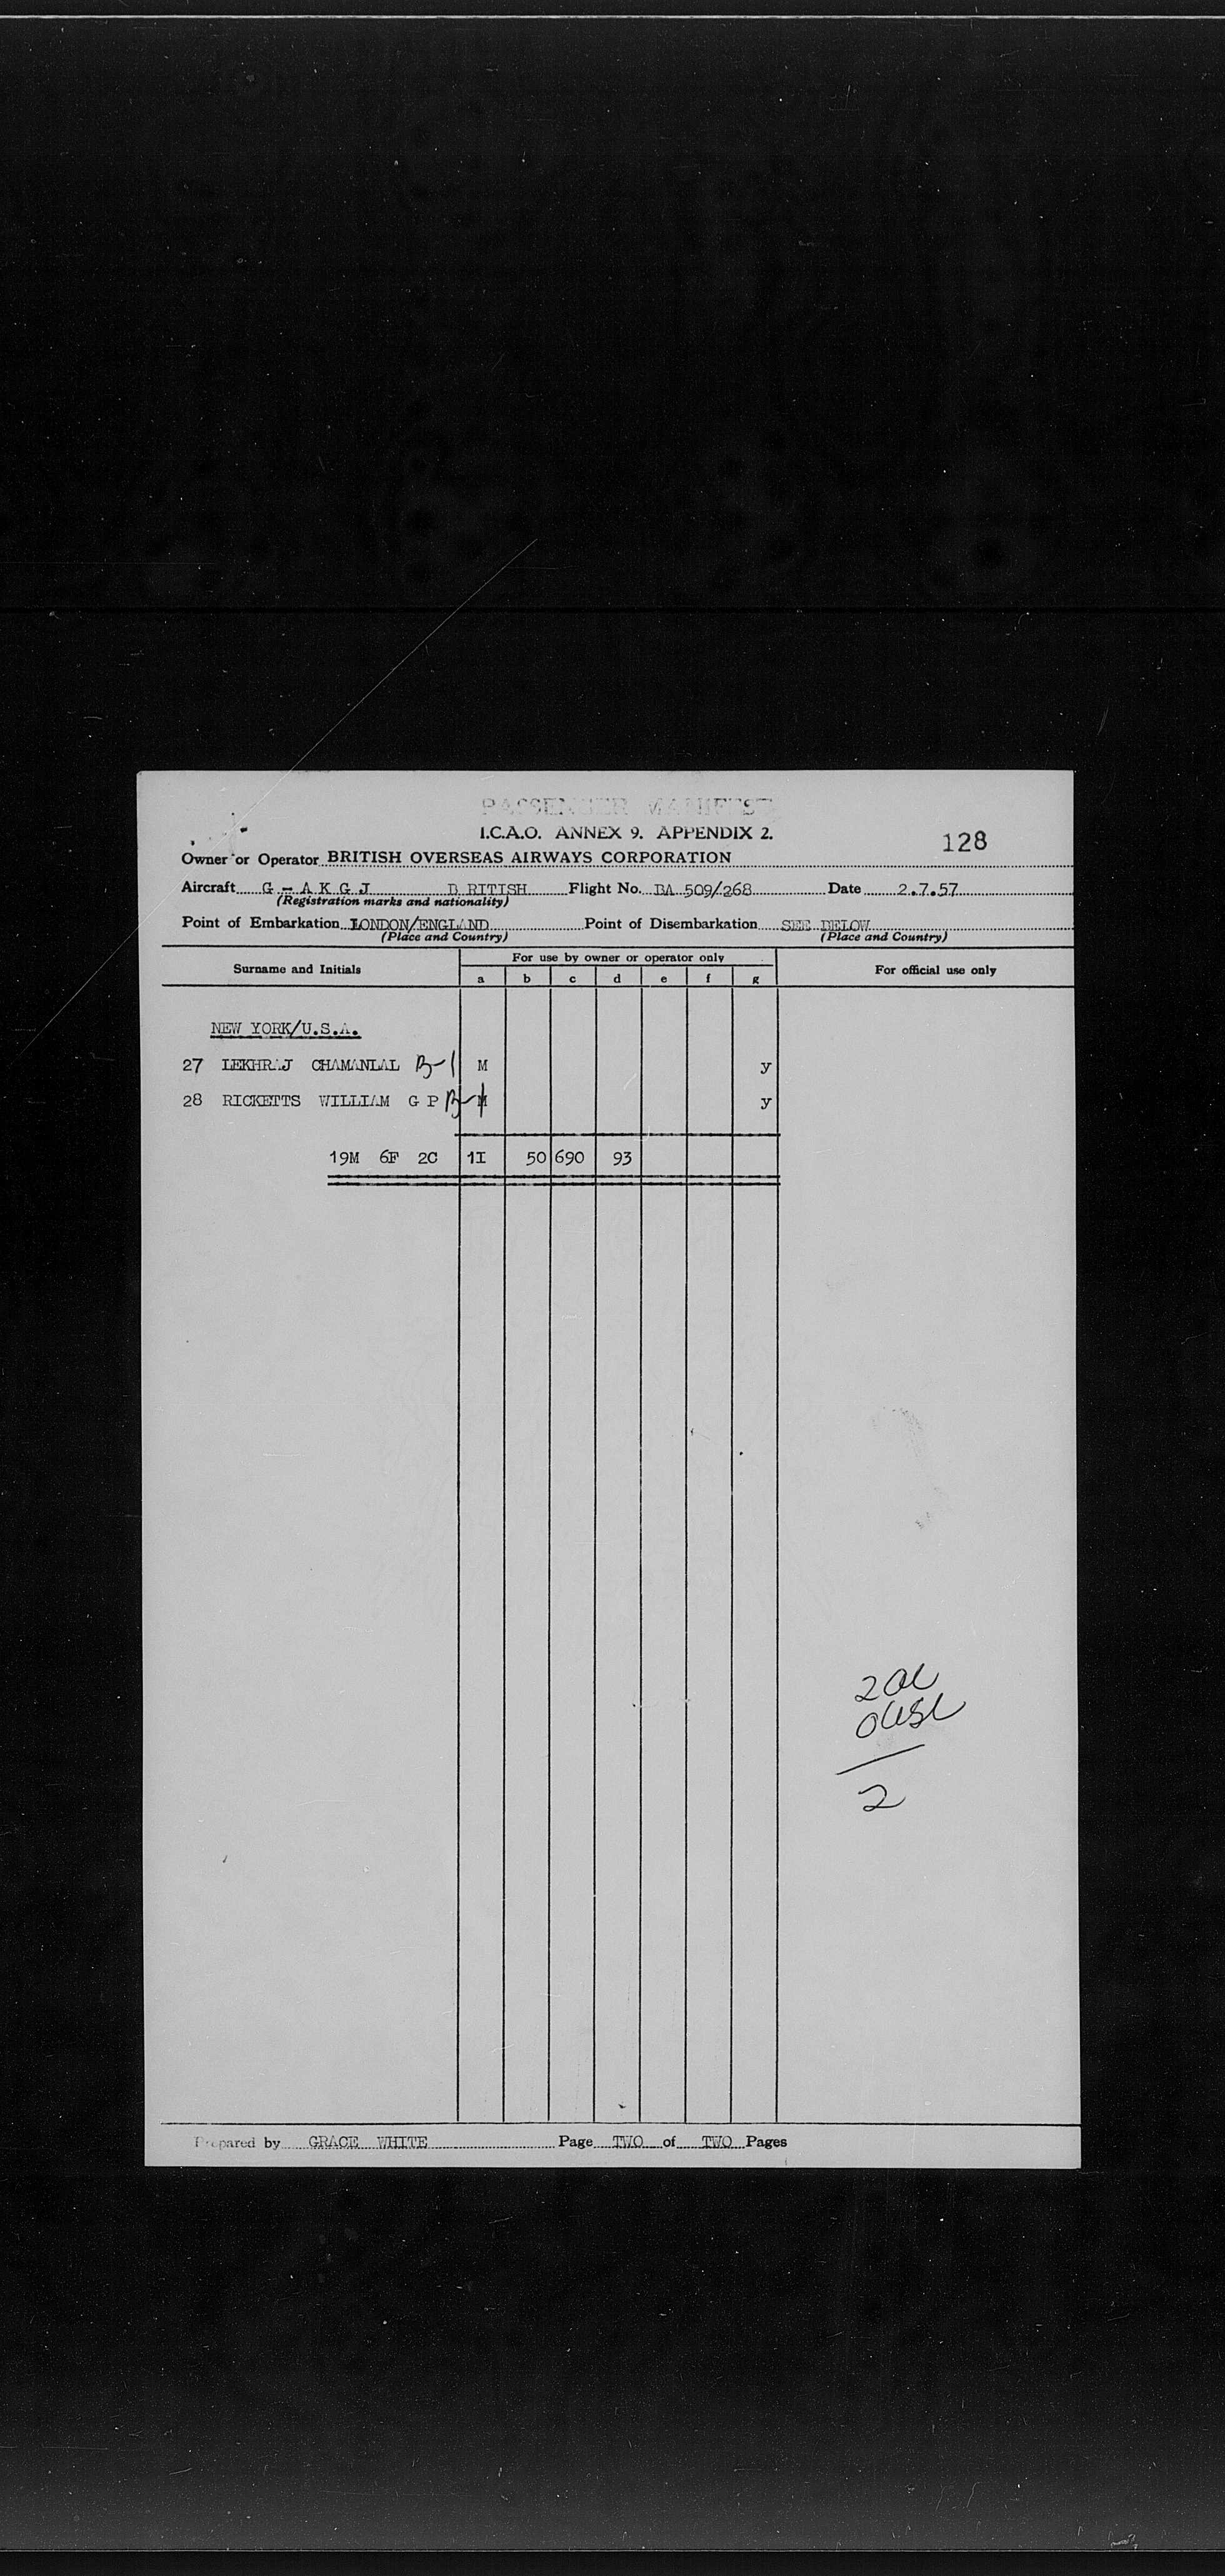 PASSENGER MANIFEST
I.C.A.O. ANNEX 9. APPENDIX 2.
128
Owner or Operator BRITISH OVERSEAS AIRWAYS CORPORATION
Aircraft G - A K G J B RITISH Flight No. BA 509/268 Date 2.7.57
(Registration marks and nationality)
Point of Embarkation LONDON/ENGLAND Point of Disembarkation SEE BELOW
(Place and Country) (Place and Country)
Surname and Initials For use by owner or operator only For official use only
a b c d e f g
NEW YORK/U.S.A.
27 LEKHRAJ CHAMANLAL B-1 M y
28 RICKETTS WILLIAM G P B-1 M y
19M 6F 2C 1I 50 690 93
2
Prepared by GRACE WHITE Page TWO of TWO Pages